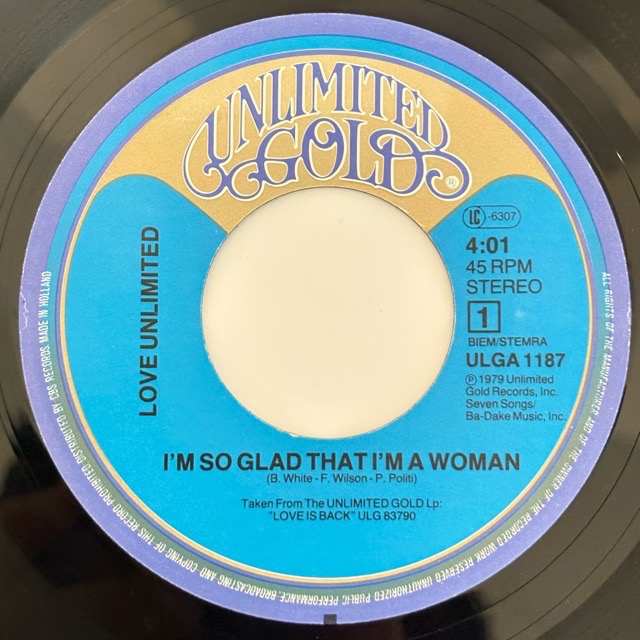 UNLIMITED
GOLD
®
LC -6307
4:01
45 RPM
STEREO
1
BIEM/STEMRA
ULGA 1187
℗ 1979 Unlimited
Gold Records, Inc.
Seven Songs/
Ba-Dake Music, Inc.
LOVE UNLIMITED
I'M SO GLAD THAT I'M A WOMAN
(B. White - F. Wilson - P. Politi)
Taken From The UNLIMITED GOLD Lp:
"LOVE IS BACK" ULG 83790
ALL RIGHTS OF THE MANUFACTURER AND OF THE OWNER OF THE RECORDED WORK RESERVED UNAUTHORIZED PUBLIC PERFORMANCE, BROADCASTING AND COPYING OF THIS RECORD PROHIBITED DISTRIBUTED BY CBS RECORDS MADE IN HOLLAND